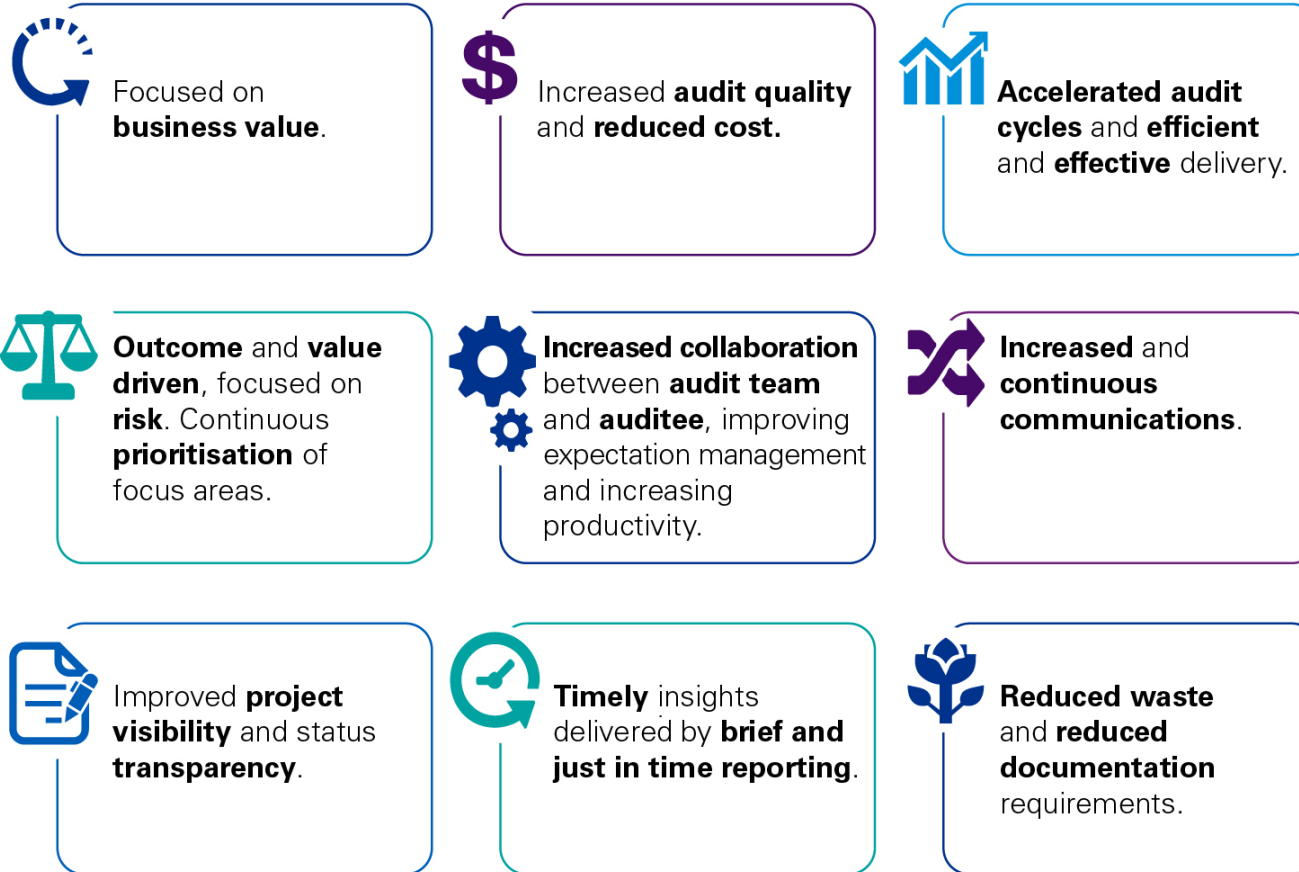 Focused on
business value.
Increased audit quality
and reduced cost.
Accelerated audit
cycles and efficient
and effective delivery.
Outcome and value
driven, focused on
risk. Continuous
prioritisation of
focus areas.
Increased collaboration
between audit team
and auditee, improving
expectation management
and increasing
productivity.
Increased and
continuous
communications.
Improved project
visibility and status
transparency.
Timely insights
delivered by brief and
just in time reporting.
Reduced waste
and reduced
documentation
requirements.